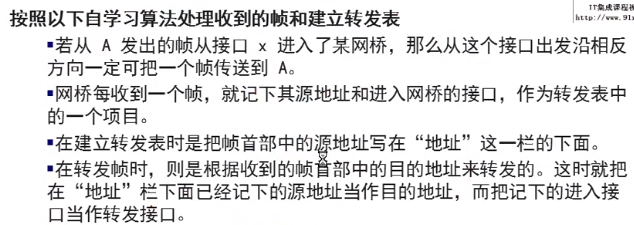 IT集成课程视
http://www.91
按照以下自学习算法处理收到的帧和建立转发表
若从 A 发出的帧从接口 x 进入了某网桥，那么从这个接口出发沿相反
方向一定可把一个帧传送到 A。
网桥每收到一个帧，就记下其源地址和进入网桥的接口，作为转发表中
的一个项目。
在建立转发表时是把帧首部中的源地址写在“地址”这一栏的下面。
在转发帧时，则是根据收到的帧首部中的目的地址来转发的。这时就把
在“地址”栏下面已经记下的源地址当作目的地址，而把记下的进入接
口当作转发接口。